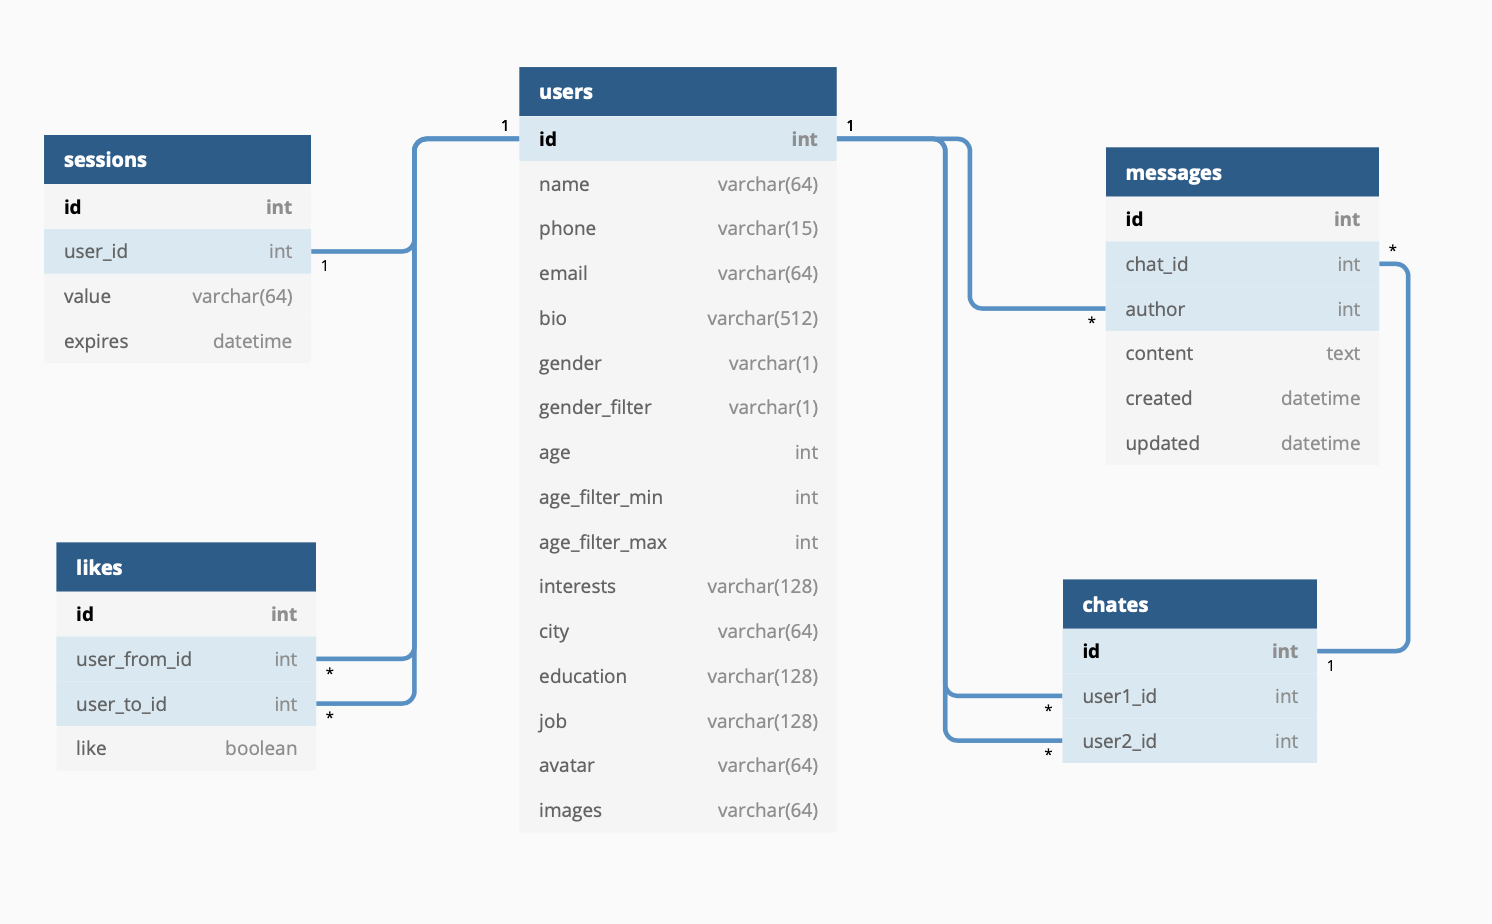 users
1
id int
1
name varchar(64)
phone varchar(15)
email varchar(64)
bio varchar(512)
gender varchar(1)
gender_filter varchar(1)
age int
age_filter_min int
age_filter_max int
interests varchar(128)
city varchar(64)
education varchar(128)
job varchar(128)
avatar varchar(64)
images varchar(64)
sessions
id int
user_id int
1
value varchar(64)
expires datetime
likes
id int
user_from_id int
*
user_to_id int
*
like boolean
messages
id int
*
chat_id int
author int
*
content text
created datetime
updated datetime
chates
id int
1
user1_id int
*
user2_id int
*